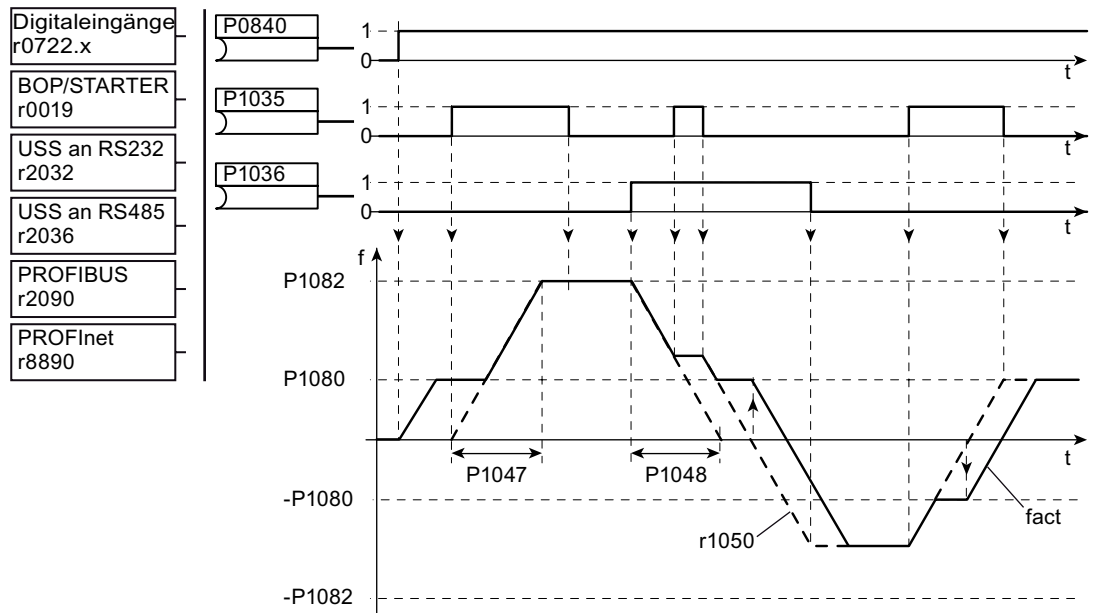 Digitaleingänge
r0722.x
BOP/STARTER
r0019
USS an RS232
r2032
USS an RS485
r2036
PROFIBUS
r2090
PROFInet
r8890
P0840
1
0
t
P1035
1
0
t
P1036
1
0
t
f
P1082
P1080
t
P1047
P1048
-P1080
fact
r1050
-P1082